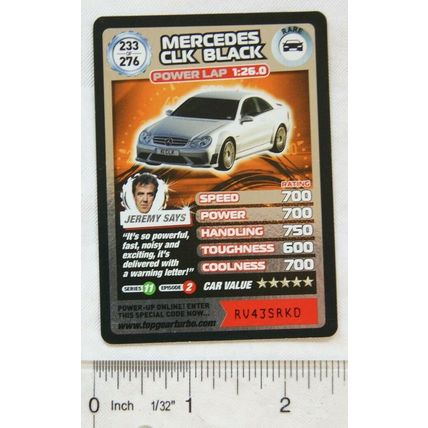 233
OF
276
MERCEDES
CLK BLACK
RARE
POWER LAP 1:26.0
RATING
SPEED 700
POWER 700
HANDLING 750
TOUGHNESS 600
COOLNESS 700
JEREMY SAYS
"It's so powerful,
fast, noisy and
exciting, it's
delivered with
a warning letter!"
SERIES 11 EPISODE 2
CAR VALUE ★★★★★
POWER-UP ONLINE! ENTER
THIS SPECIAL CODE NOW...
www.topgearturbo.com
RV43SRKD
0 Inch 1/32" 1 2